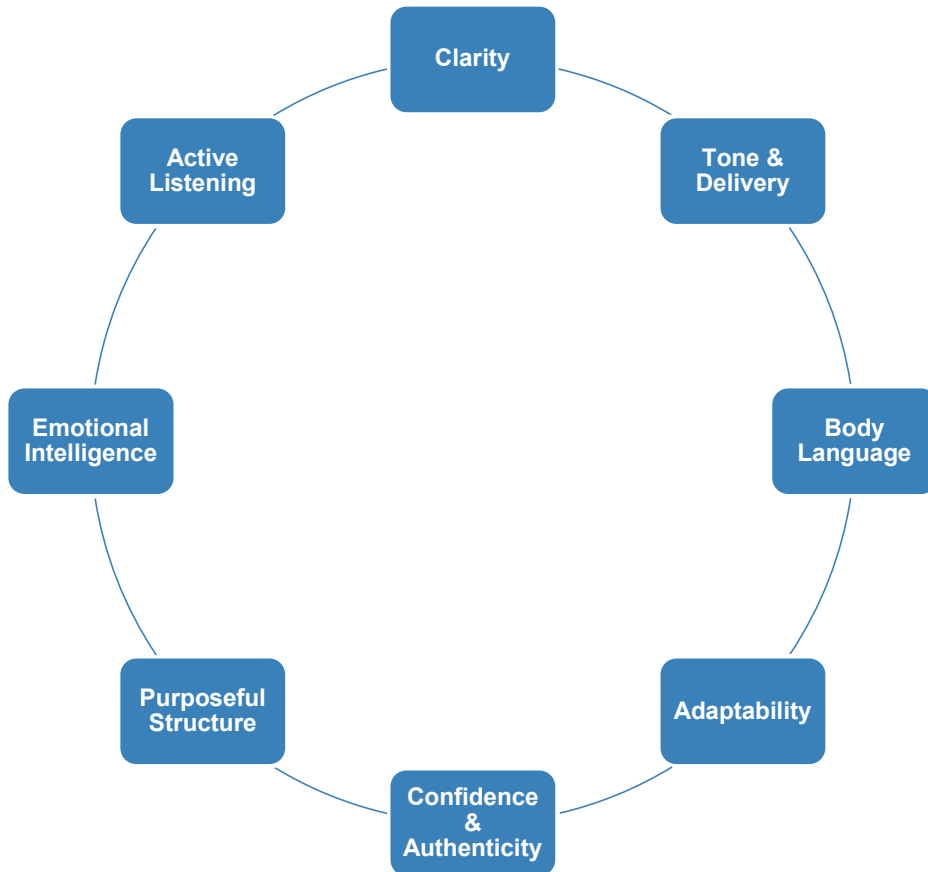 Clarity
Tone &
Delivery
Body
Language
Adaptability
Confidence
&
Authenticity
Purposeful
Structure
Emotional
Intelligence
Active
Listening